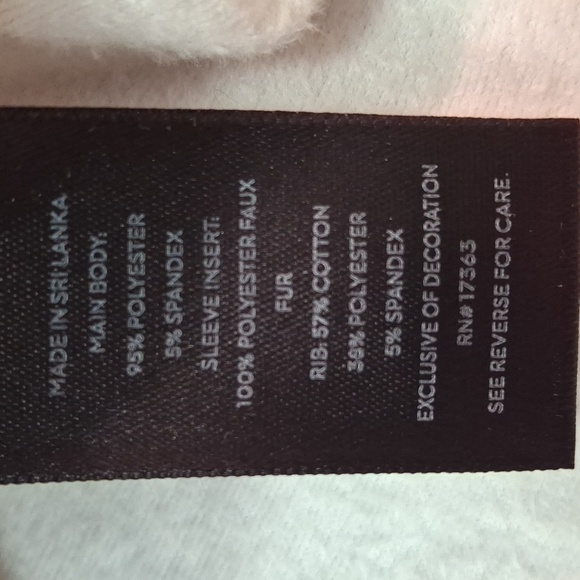 MADE IN SRI LANKA
MAIN BODY:
95% POLYESTER
5% SPANDEX
SLEEVE INSERT:
100% POLYESTER FAUX
FUR
RIB: 57% COTTON
38% POLYESTER
5% SPANDEX
EXCLUSIVE OF DECORATION
RN#17363
SEE REVERSE FOR CARE.